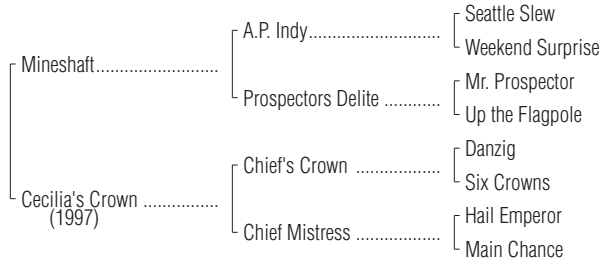 Seattle Slew
A.P. Indy..............................
Weekend Surprise
Mineshaft............................
Mr. Prospector
Prospectors Delite .............
Up the Flagpole
Danzig
Chief's Crown ...................
Six Crowns
Cecilia's Crown .................
(1997)
Hail Emperor
Chief Mistress ...................
Main Chance